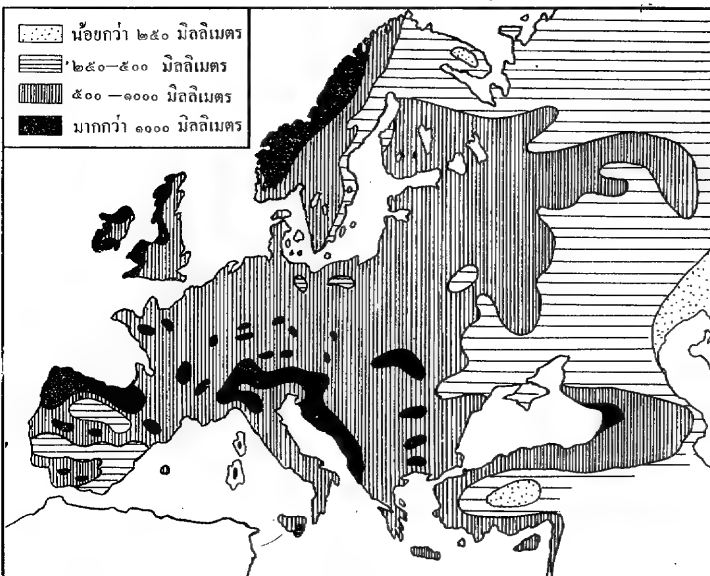 น้อยกว่า ๒๕๐ มิลลิเมตร
๒๕๐—๕๐๐ มิลลิเมตร
๕๐๐ —๑๐๐๐ มิลลิเมตร
มากกว่า ๑๐๐๐ มิลลิเมตร